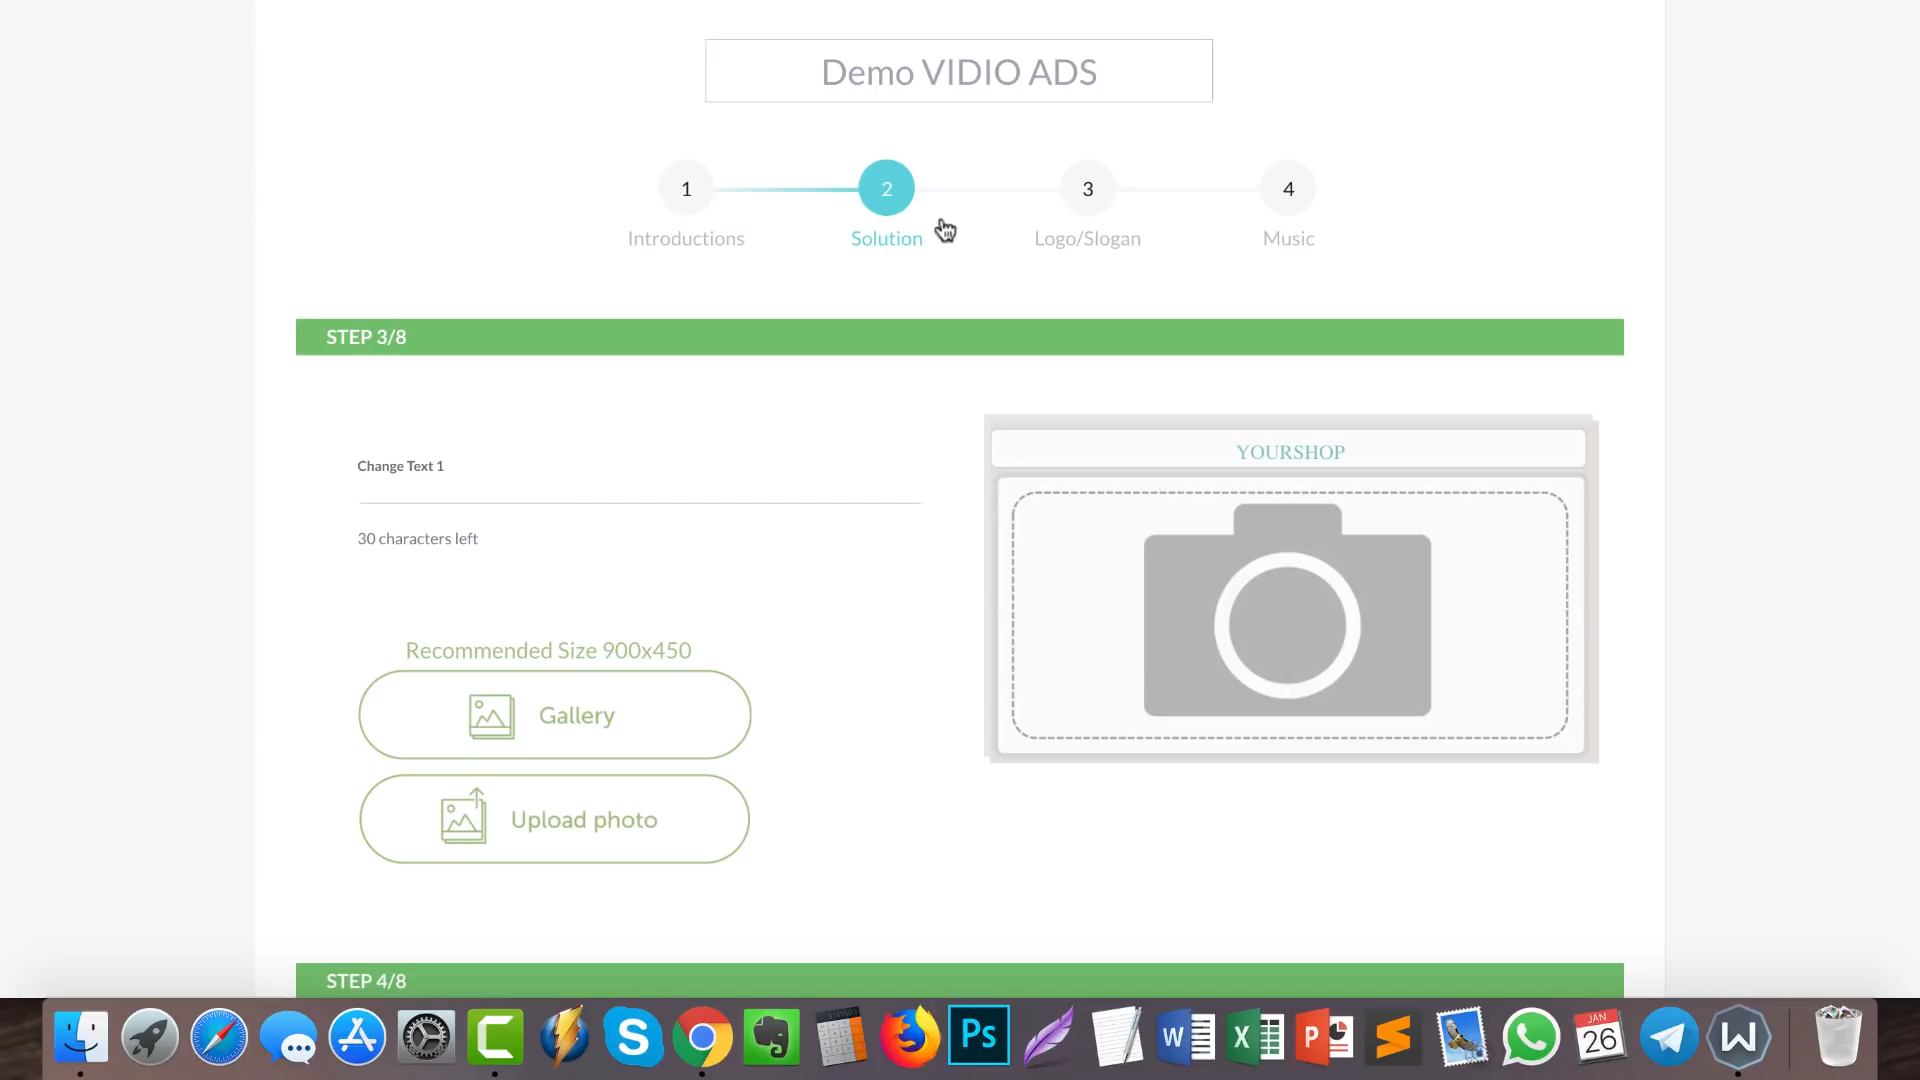 Demo VIDIO ADS
1
2
3
4
Introductions
Solution
Logo/Slogan
Music
STEP 3/8
YOURSHOP
Change Text 1
30 characters left
Recommended Size 900x450
Gallery
Upload photo
STEP 4/8
S
Ps
W
X
P
JAN
26
W